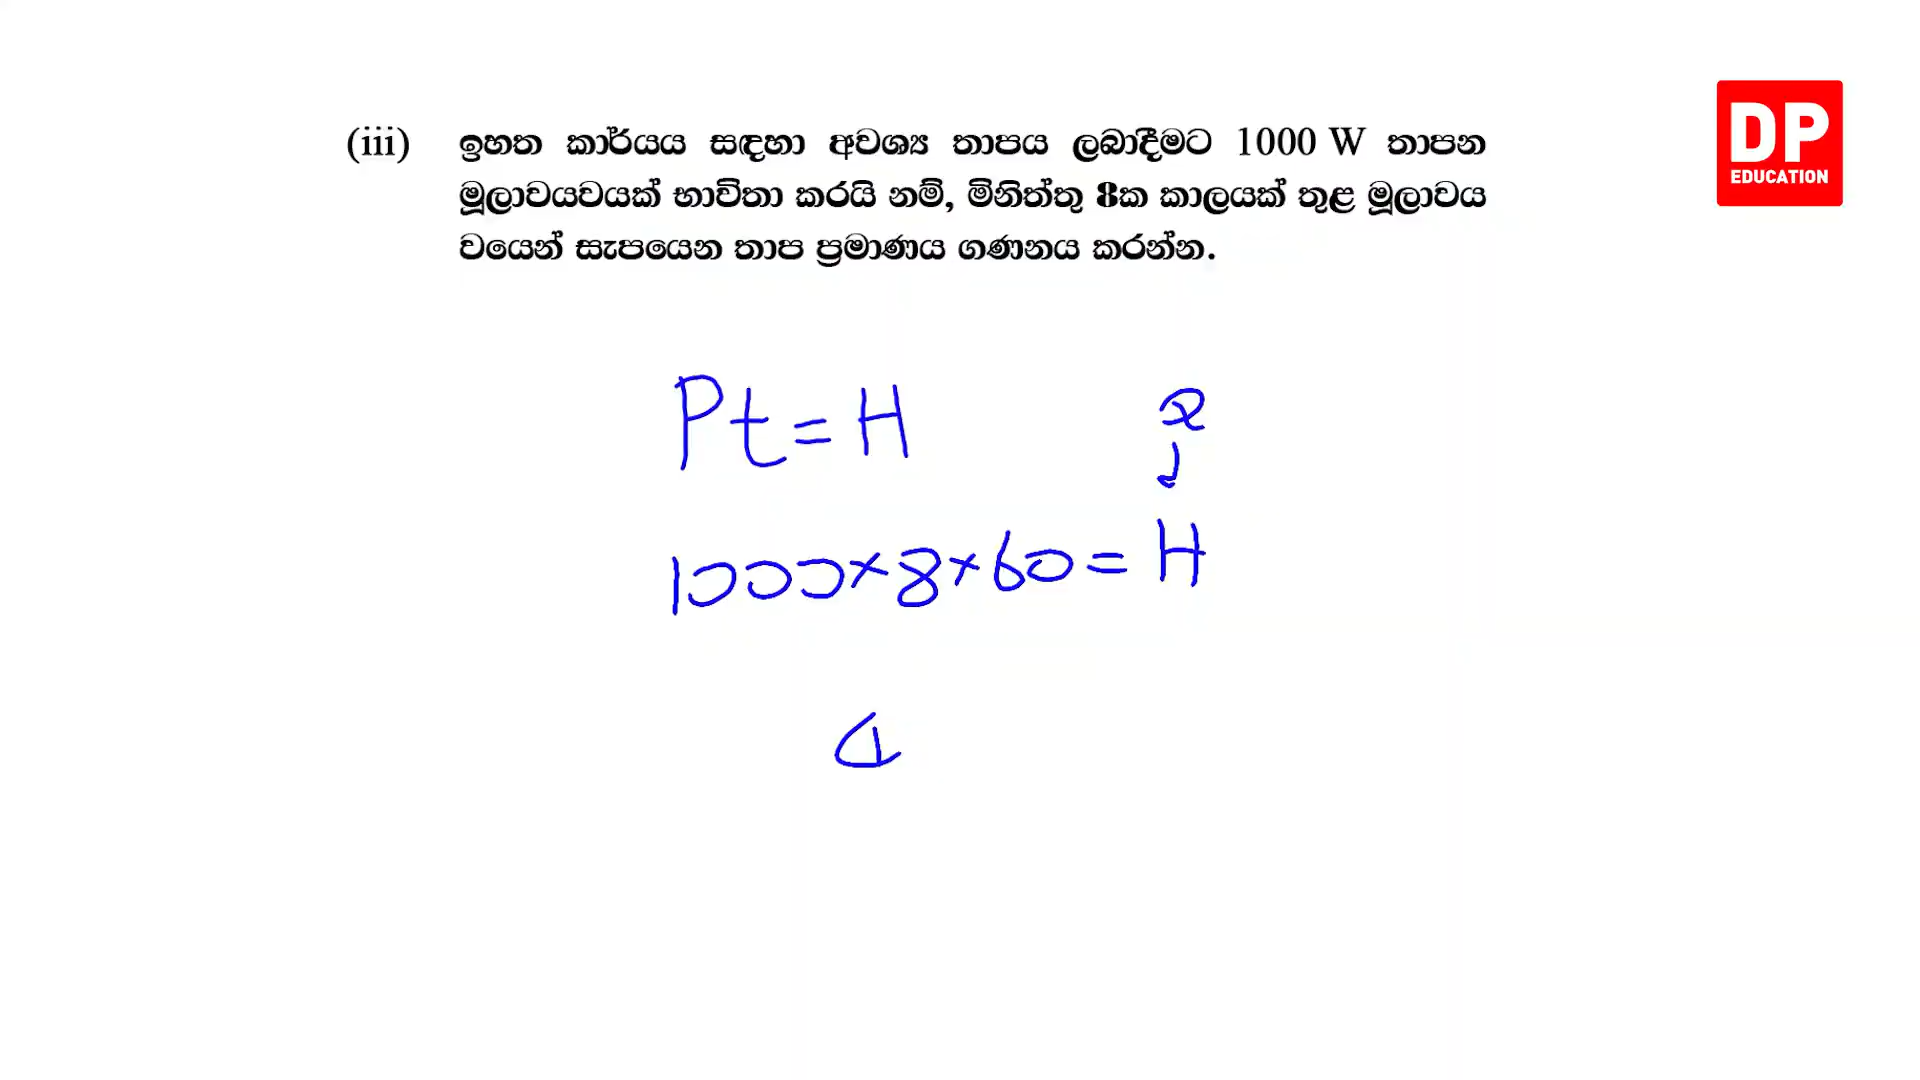 DP
EDUCATION
(iii) ඉහත කාර්යය සඳහා අවශ්‍ය තාපය ලබාදීමට 1000 W තාපන
මූලාවයවයක් භාවිතා කරයි නම්, මිනිත්තු 8ක කාලයක් තුළ මූලාවය
වයෙන් සැපයෙන තාප ප්‍රමාණය ගණනය කරන්න.
Pt = H
1000 × 8 × 60 = H